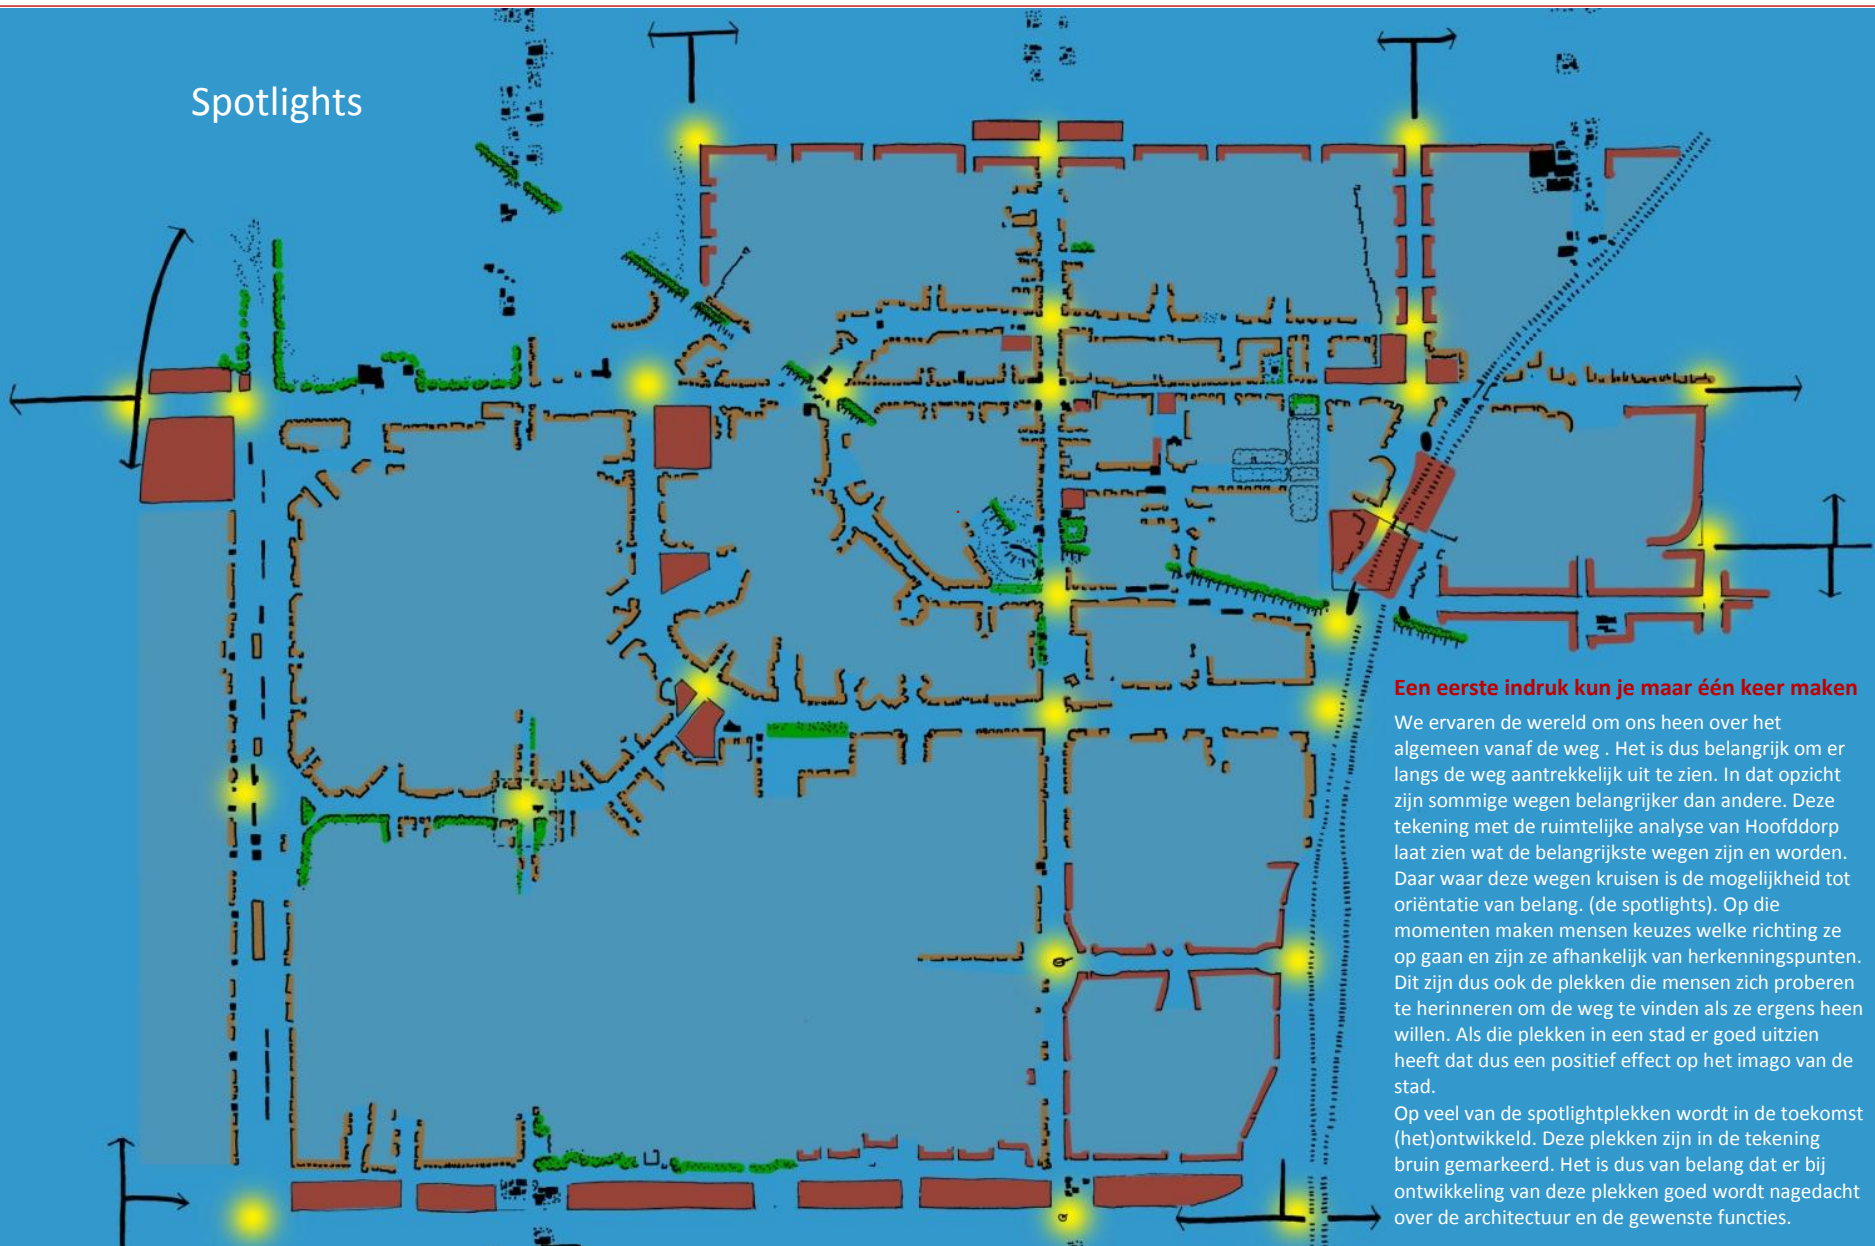 Spotlights
Een eerste indruk kun je maar één keer maken
We ervaren de wereld om ons heen over het
algemeen vanaf de weg . Het is dus belangrijk om er
langs de weg aantrekkelijk uit te zien. In dat opzicht
zijn sommige wegen belangrijker dan andere. Deze
tekening met de ruimtelijke analyse van Hoofddorp
laat zien wat de belangrijkste wegen zijn en worden.
Daar waar deze wegen kruisen is de mogelijkheid tot
oriëntatie van belang. (de spotlights). Op die
momenten maken mensen keuzes welke richting ze
op gaan en zijn ze afhankelijk van herkenningspunten.
Dit zijn dus ook de plekken die mensen zich proberen
te herinneren om de weg te vinden als ze ergens heen
willen. Als die plekken in een stad er goed uitzien
heeft dat dus een positief effect op het imago van de
stad.
Op veel van de spotlightplekken wordt in de toekomst
(het)ontwikkeld. Deze plekken zijn in de tekening
bruin gemarkeerd. Het is dus van belang dat er bij
ontwikkeling van deze plekken goed wordt nagedacht
over de architectuur en de gewenste functies.